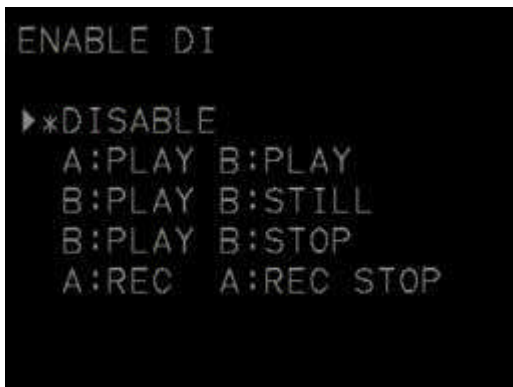 ENABLE DI
▶*DISABLE
A:PLAY B:PLAY
B:PLAY B:STILL
B:PLAY B:STOP
A:REC A:REC STOP